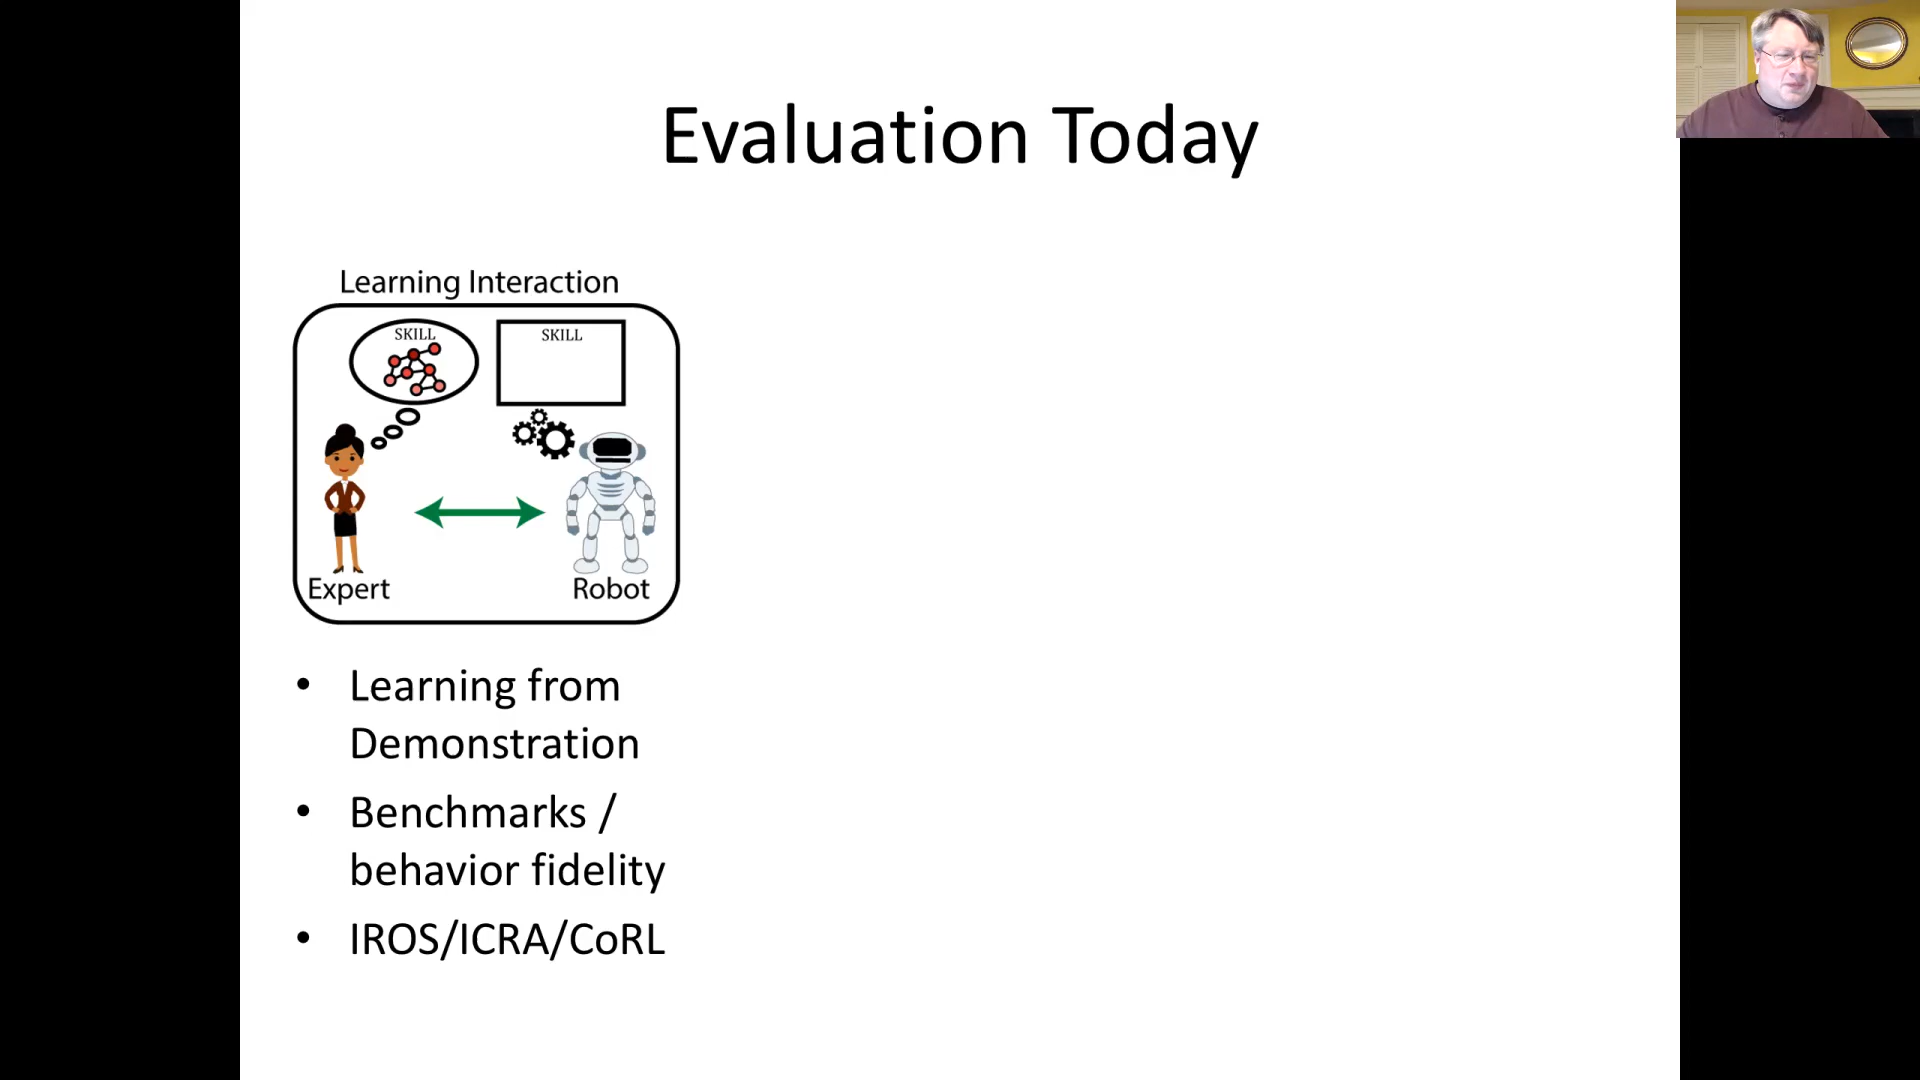 Evaluation Today
Learning Interaction
SKILL
SKILL
Expert
Robot
• Learning from
Demonstration
• Benchmarks /
behavior fidelity
• IROS/ICRA/CoRL